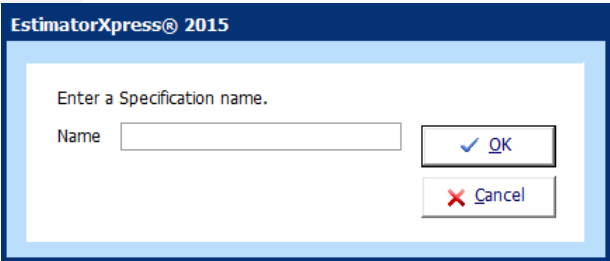 EstimatorXpress® 2015
Enter a Specification name.
Name
OK
Cancel